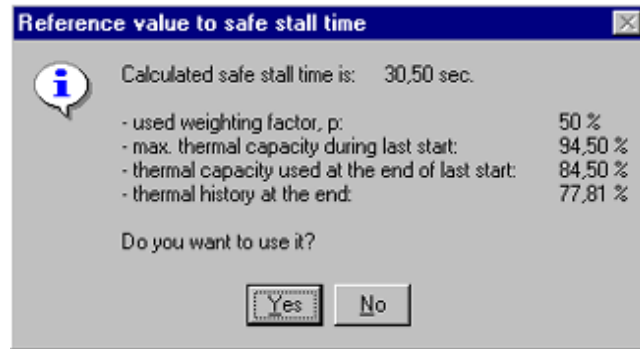 Reference value to safe stall time
Calculated safe stall time is: 30,50 sec.
- used weighting factor, p: 50 %
- max. thermal capacity during last start: 94,50 %
- thermal capacity used at the end of last start: 84,50 %
- thermal history at the end: 77,81 %
Do you want to use it?
Yes No